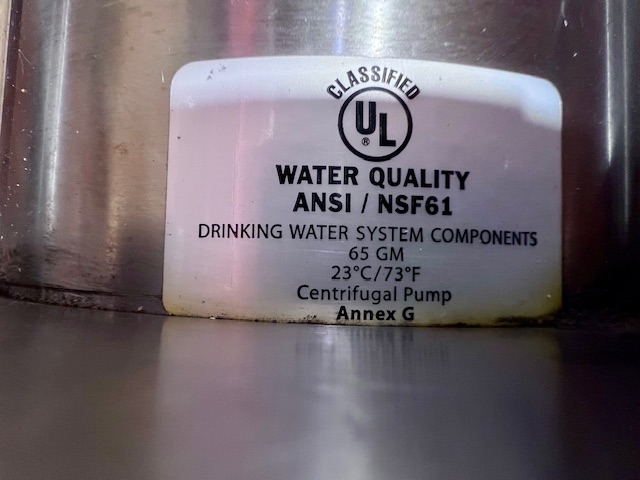 CLASSIFIED
UL
®
WATER QUALITY
ANSI / NSF61
DRINKING WATER SYSTEM COMPONENTS
65 GM
23°C/73°F
Centrifugal Pump
Annex G